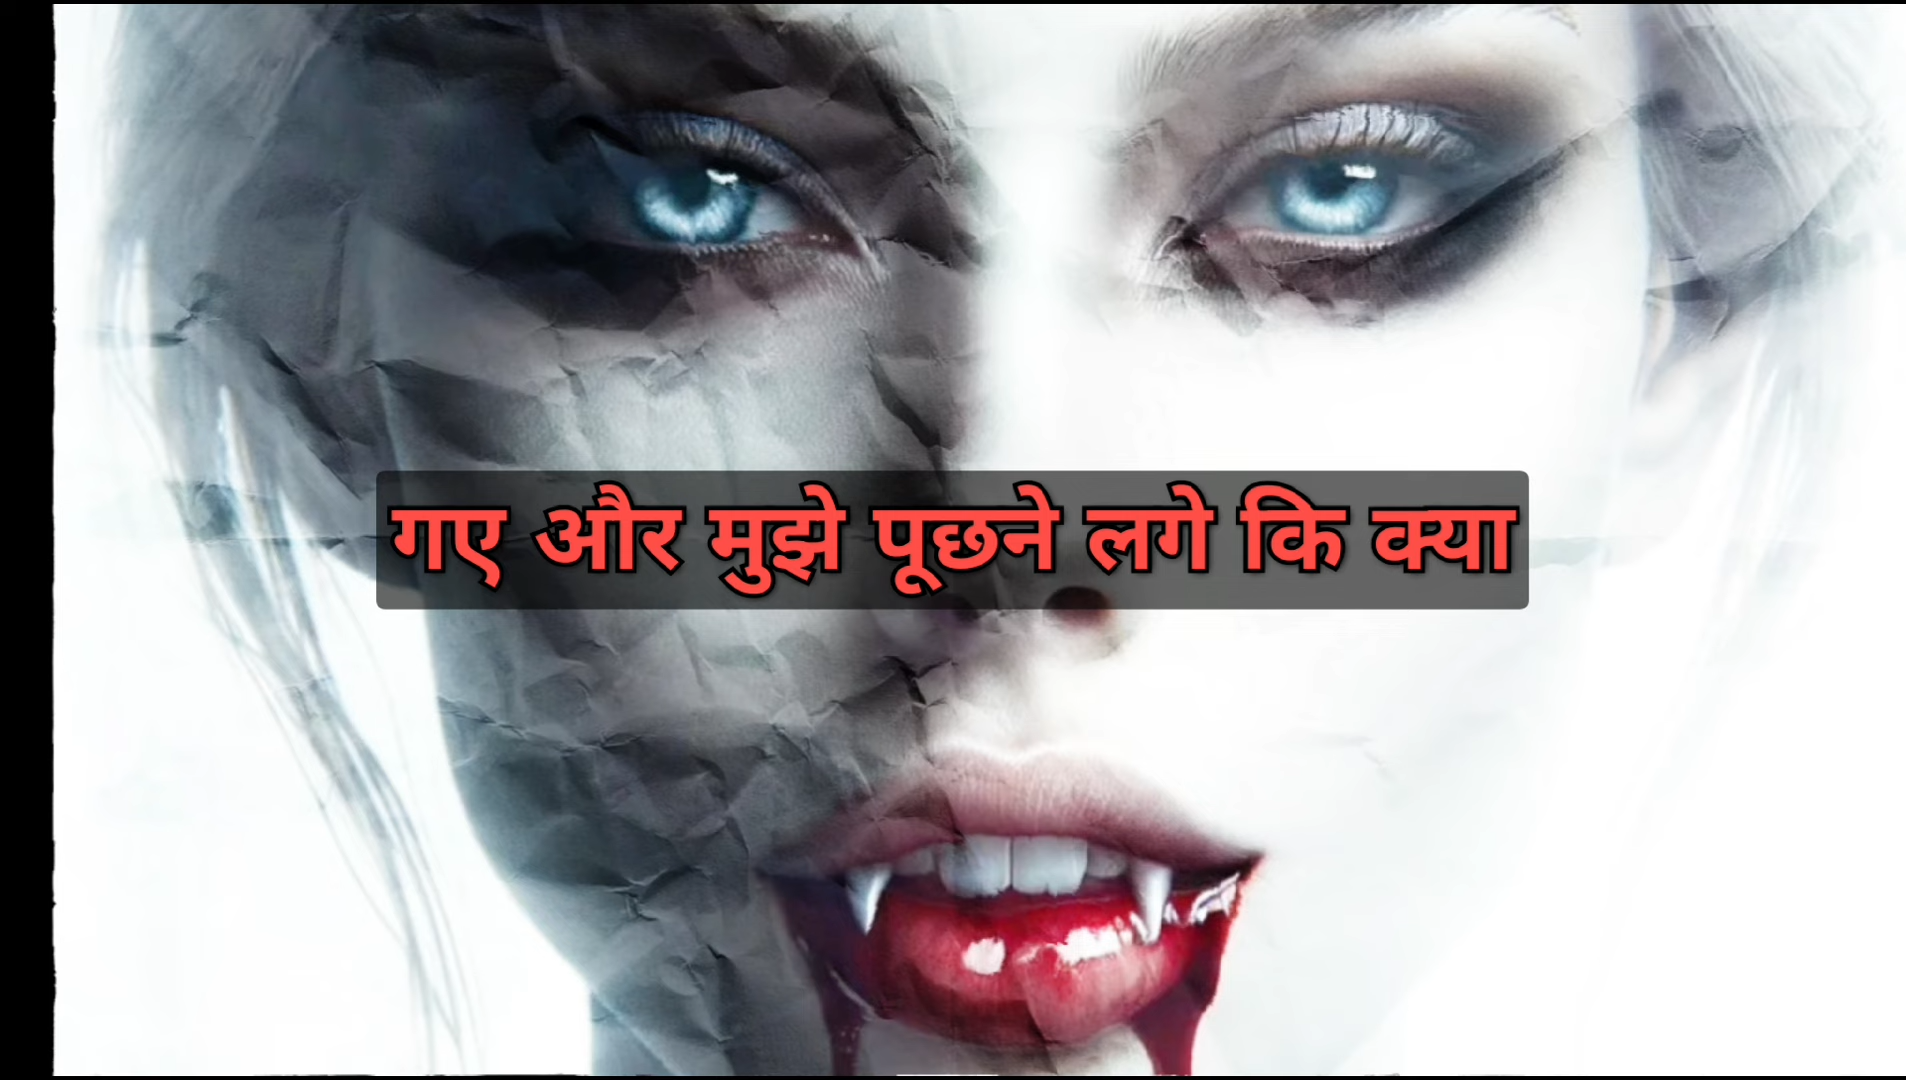 गए और मुझे पूछने लगे कि क्या